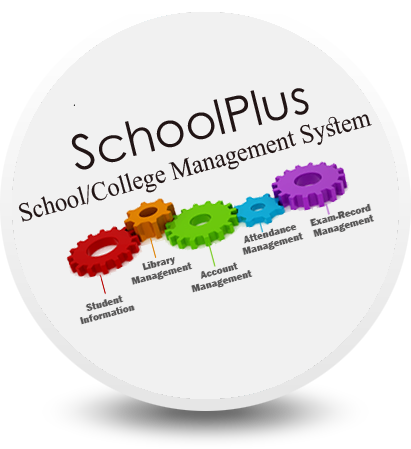 SchoolPlus
School/College Management System
Student
Information
Library
Management
Account
Management
Attendance
Management
Exam-Record
Management